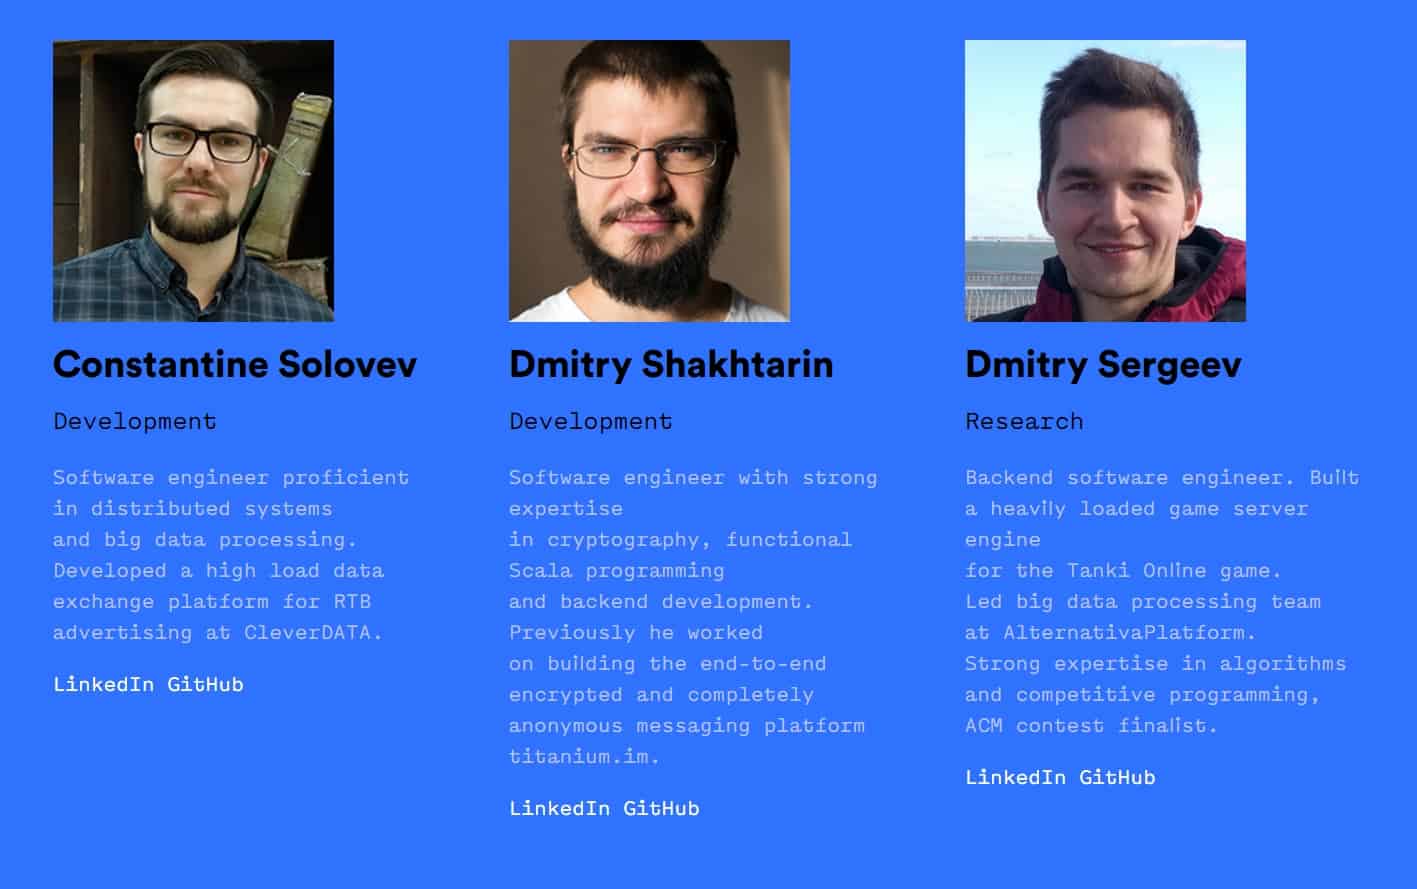 Constantine Solovev
Development
Software engineer proficient
in distributed systems
and big data processing.
Developed a high load data
exchange platform for RTB
advertising at CleverDATA.
LinkedIn GitHub
Dmitry Shakhtarin
Development
Software engineer with strong
expertise
in cryptography, functional
Scala programming
and backend development.
Previously he worked
on building the end-to-end
encrypted and completely
anonymous messaging platform
titanium.im.
LinkedIn GitHub
Dmitry Sergeev
Research
Backend software engineer. Built
a heavily loaded game server
engine
for the Tanki Online game.
Led big data processing team
at AlternativaPlatform.
Strong expertise in algorithms
and competitive programming,
ACM contest finalist.
LinkedIn GitHub